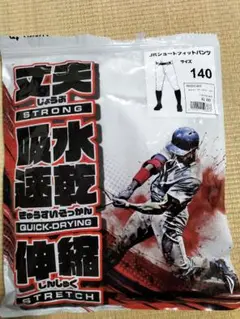 JRショートフィットパンツ
サイズ
140
丈夫
じょうぶ
STRONG
吸水
速乾
きゅうすいそっかん
QUICK-DRYING
伸縮
しんしゅく
STRETCH